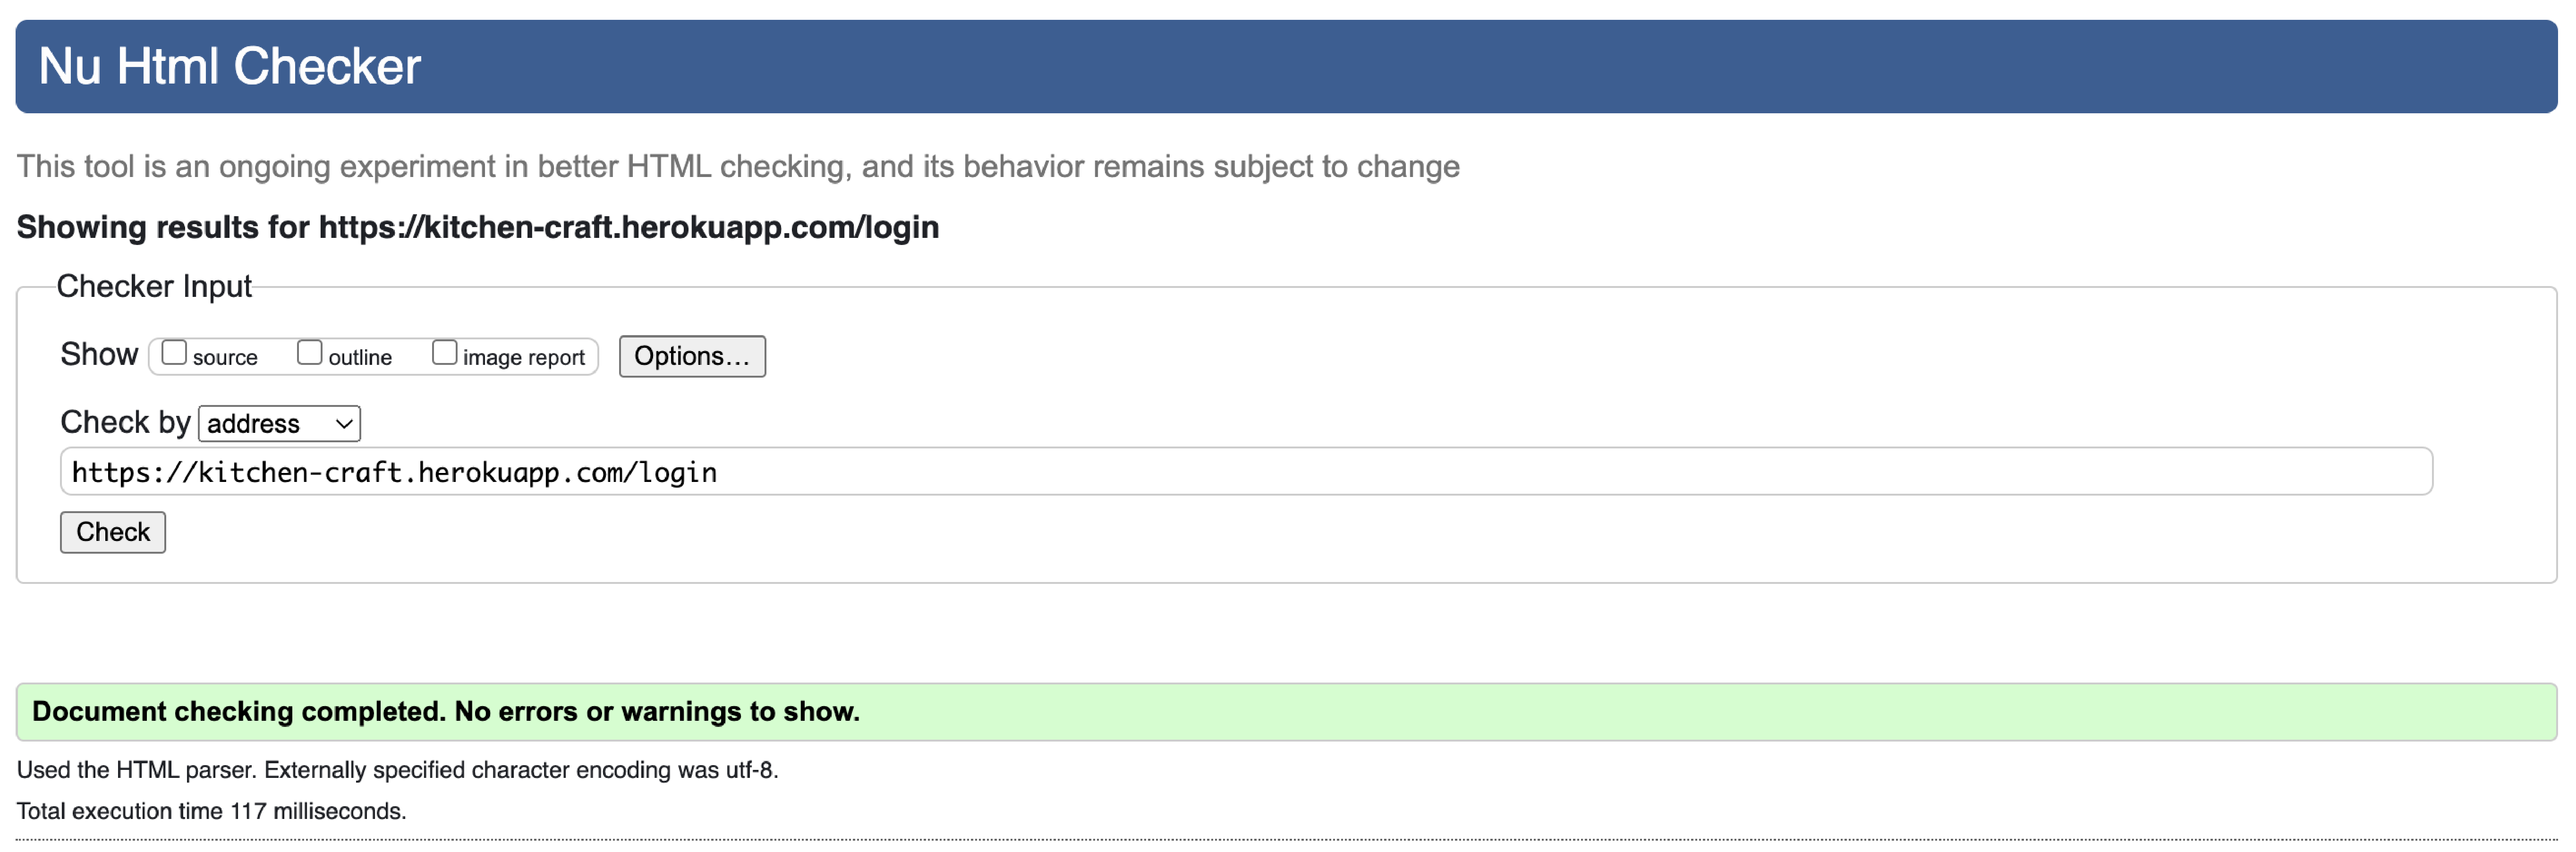 Nu Html Checker
This tool is an ongoing experiment in better HTML checking, and its behavior remains subject to change
Showing results for https://kitchen-craft.herokuapp.com/login
Checker Input
Show source outline image report Options…
Check by address
https://kitchen-craft.herokuapp.com/login
Check
Document checking completed. No errors or warnings to show.
Used the HTML parser. Externally specified character encoding was utf-8.
Total execution time 117 milliseconds.